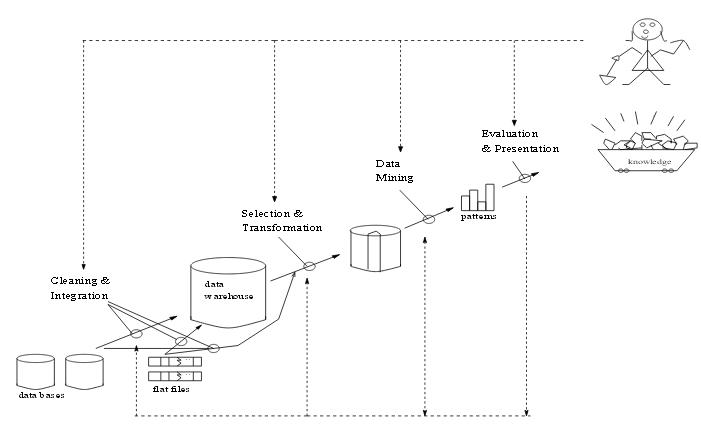 Evaluation
& Presentation
knowledge
Data
Mining
patterns
Selection &
Transformation
Cleaning &
Integration
data
warehouse
flat files
data bases